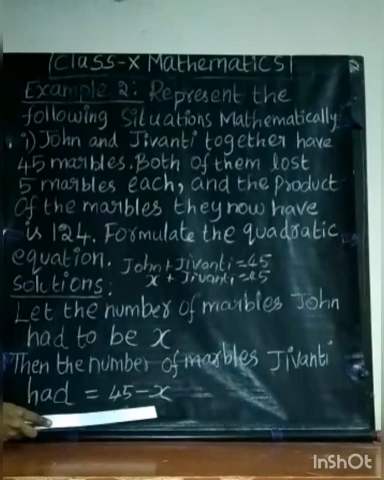 Class-X Mathematics
Example 2: Represent the
following Situations Mathematically
i) John and Jivanti together have
45 marbles. Both of them lost
5 marbles each, and the Product
of the marbles they now have
is 124. Formulate the quadratic
equation. John + Jivanti = 45
x + Jivanti = 45
Solutions:
Let the number of marbles John
had to be x
Then the number of marbles Jivanti
had = 45-x
InShOt